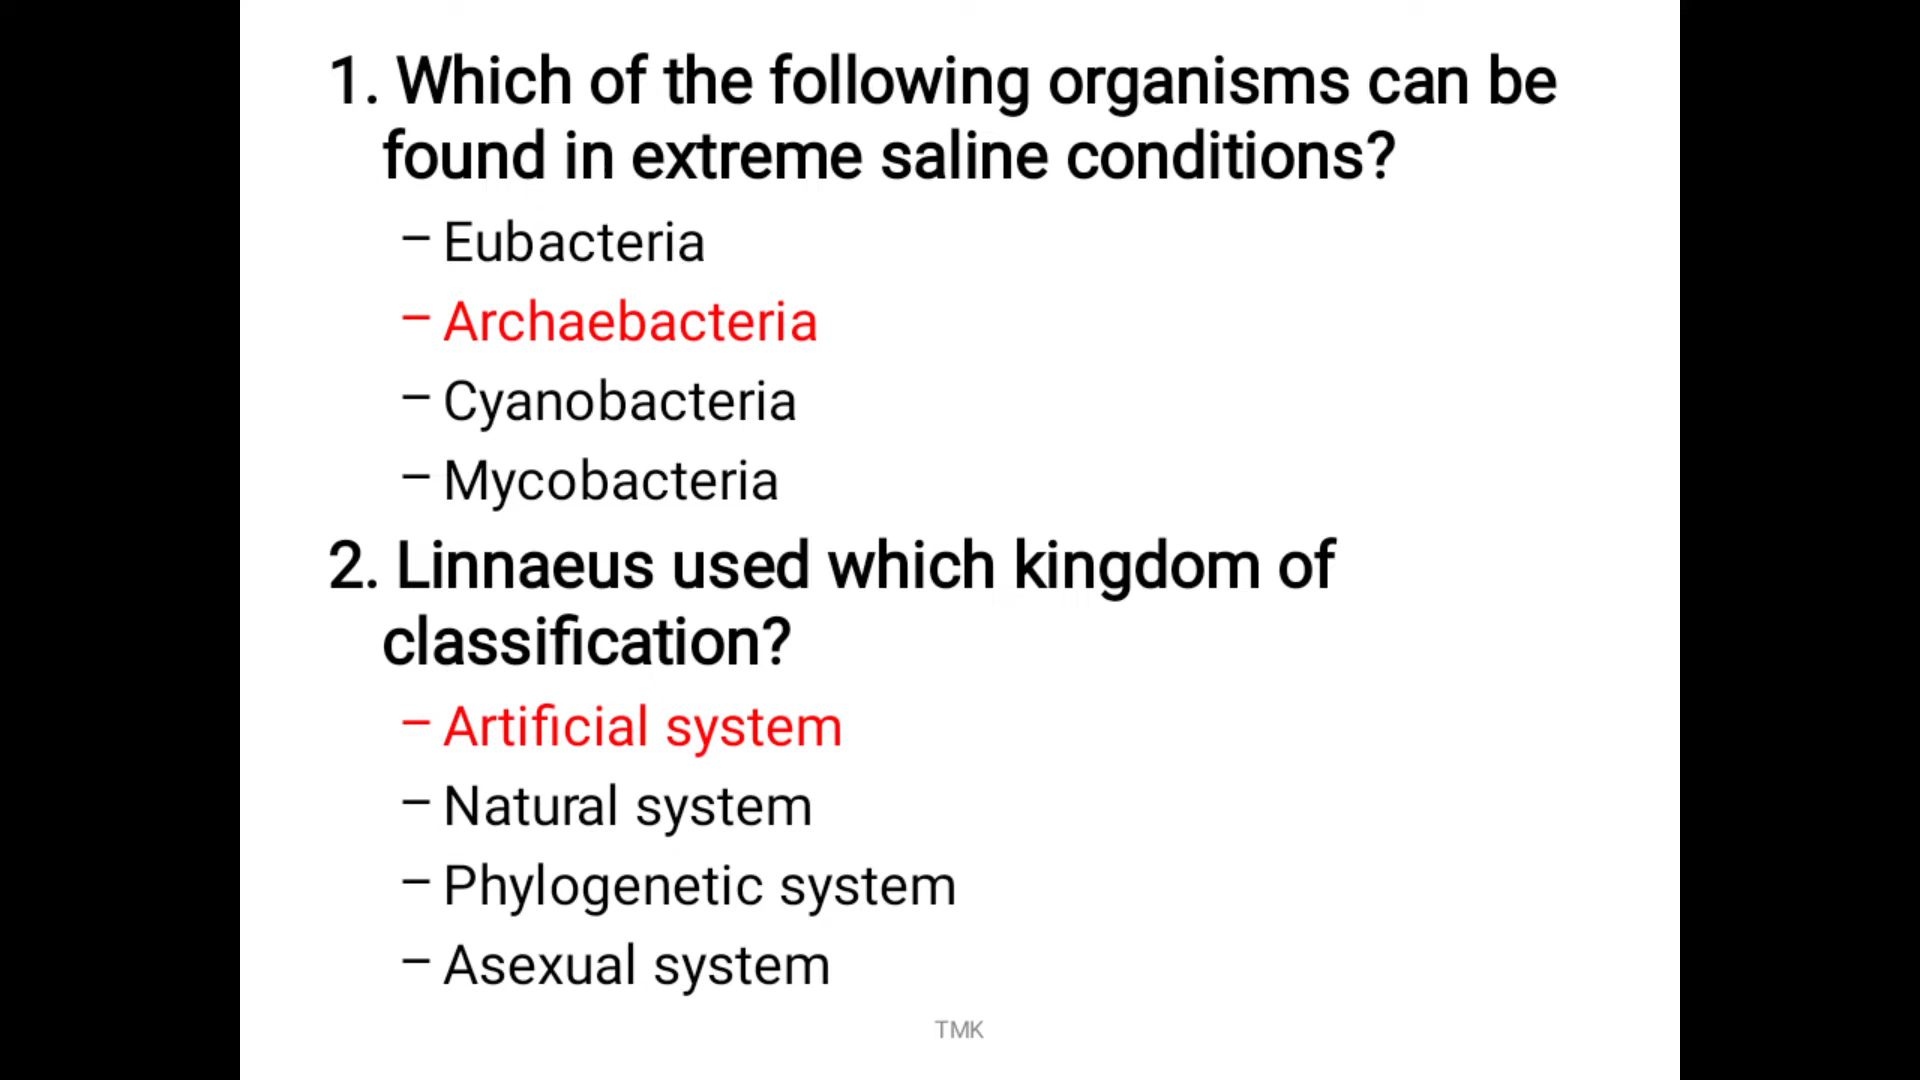 1. Which of the following organisms can be
found in extreme saline conditions?
– Eubacteria
– Archaebacteria
– Cyanobacteria
– Mycobacteria
2. Linnaeus used which kingdom of
classification?
– Artificial system
– Natural system
– Phylogenetic system
– Asexual system
TMK